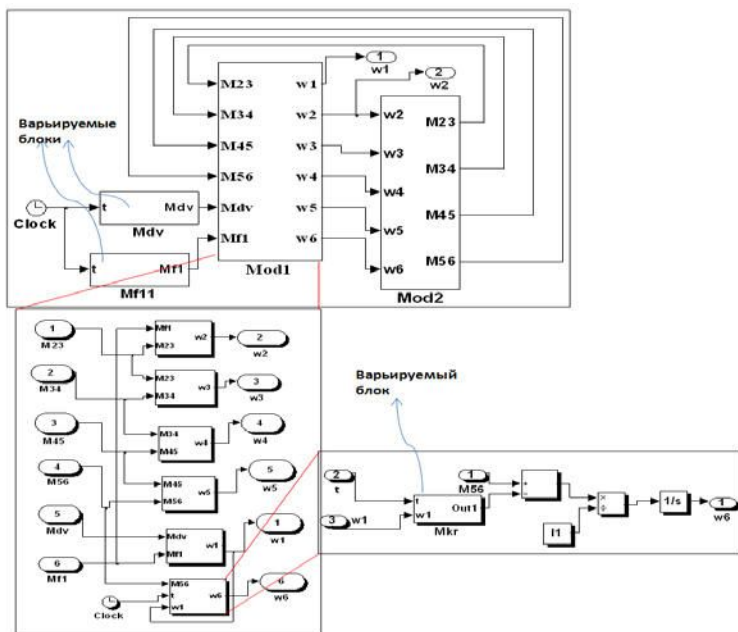 1
w1
2
w2
M23
M34
M45
M56
Mdv
Mf1
w1
w2
w3
w4
w5
w6
Mod1
w2
w3
w4
w5
w6
M23
M34
M45
M56
Mod2
Варьируемые
блоки
Clock
t
Mdv
Mdv
t
Mf1
Mf11
1
M23
2
M34
3
M45
4
M56
5
Mdv
6
Mf1
Clock
Mf1
M23
w2
M23
M34
w3
M34
M45
w4
M45
M56
w5
Mdv
Mf1
w1
M56
t
w1
w6
2
w2
3
w3
4
w4
5
w5
1
w1
6
w6
Варьируемый
блок
2
t
3
w1
t
w1
Out1
Mkr
1
M56
+
−
I1
×
÷
1/s
1
w6